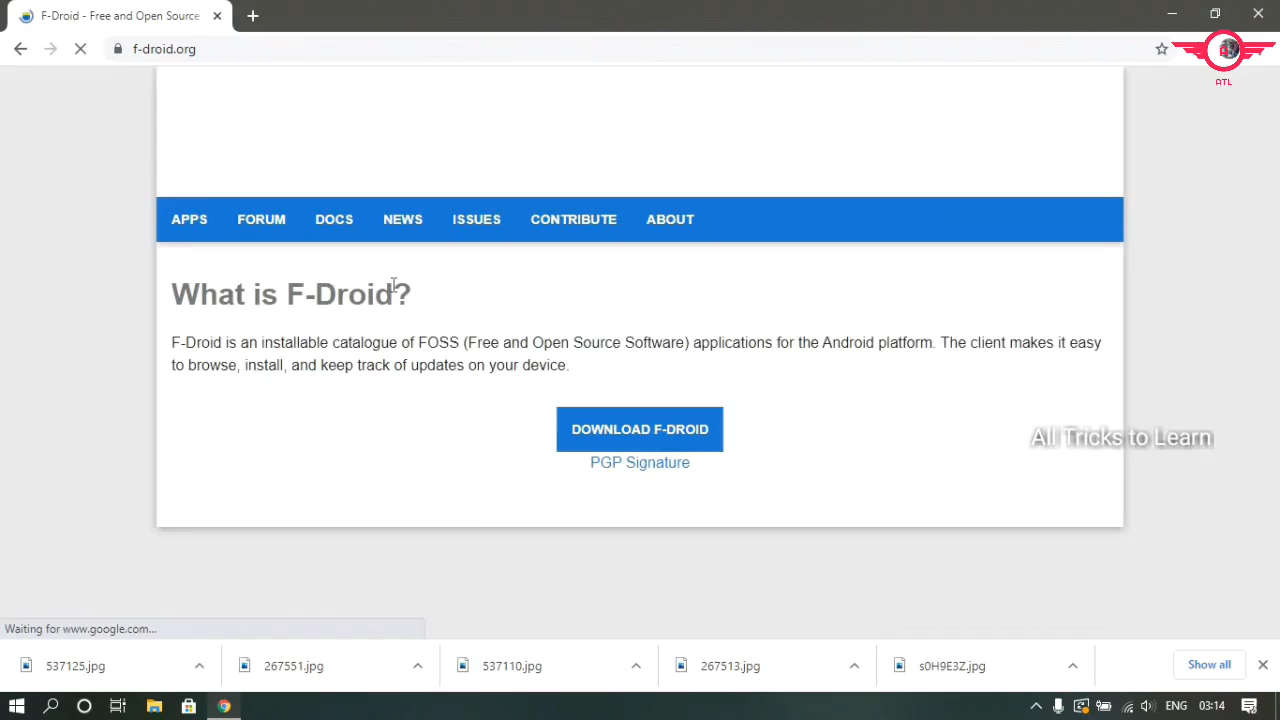 F-Droid - Free and Open Source
f-droid.org
ATL
APPS FORUM DOCS NEWS ISSUES CONTRIBUTE ABOUT
What is F-Droid?
F-Droid is an installable catalogue of FOSS (Free and Open Source Software) applications for the Android platform. The client makes it easy
to browse, install, and keep track of updates on your device.
DOWNLOAD F-DROID
All Tricks to Learn
PGP Signature
Waiting for www.google.com...
537125.jpg 267551.jpg 537110.jpg 267513.jpg s0H9E3Z.jpg Show all
ENG 03:14